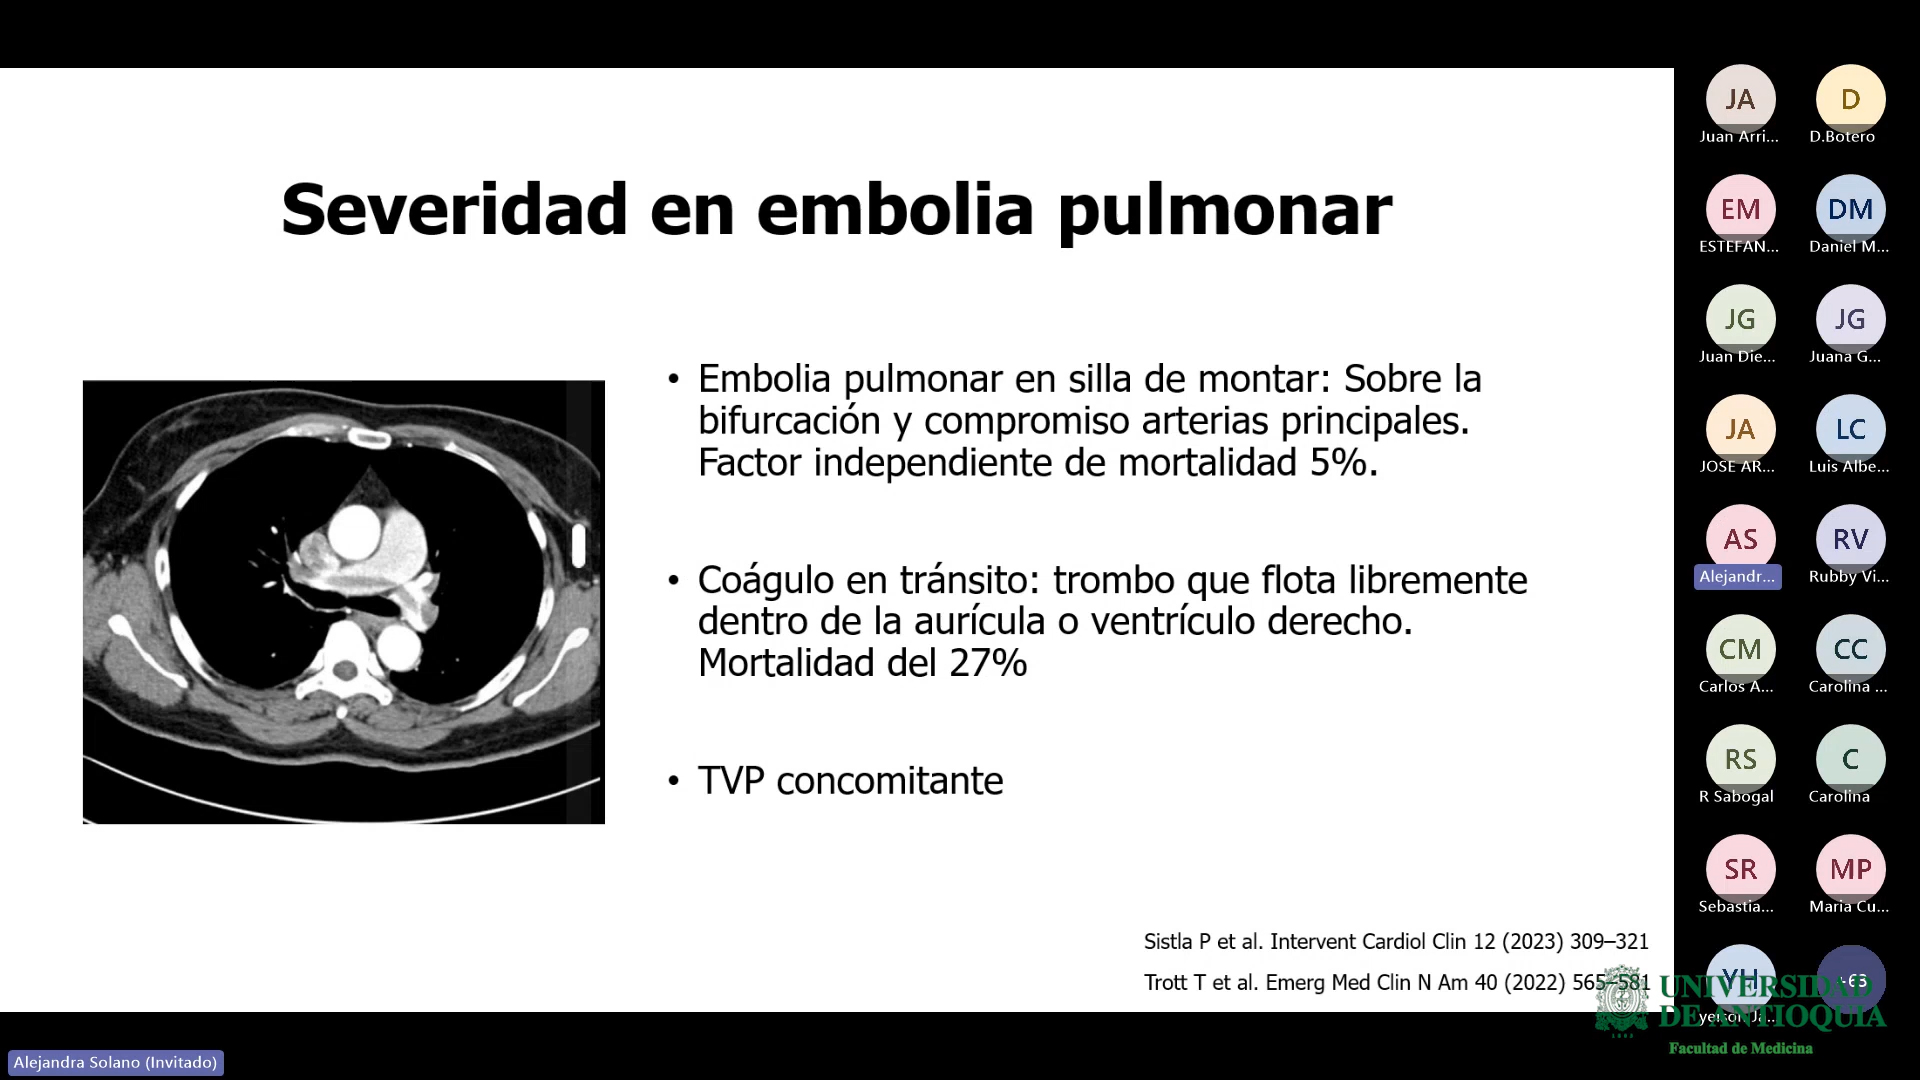 Severidad en embolia pulmonar
• Embolia pulmonar en silla de montar: Sobre la
bifurcación y compromiso arterias principales.
Factor independiente de mortalidad 5%.
• Coágulo en tránsito: trombo que flota libremente
dentro de la aurícula o ventrículo derecho.
Mortalidad del 27%
• TVP concomitante
Sistla P et al. Intervent Cardiol Clin 12 (2023) 309–321
Trott T et al. Emerg Med Clin N Am 40 (2022) 565–581
JA
Juan Arri...
D
D.Botero
EM
ESTEFAN...
DM
Daniel M...
JG
Juan Die...
JG
Juana G...
JA
JOSE AR...
LC
Luis Albe...
AS
Alejandr...
RV
Rubby Vi...
CM
Carlos A...
CC
Carolina ...
RS
R Sabogal
C
Carolina
SR
Sebastia...
MP
Maria Cu...
YH
+63
UNIVERSIDAD
DE ANTIOQUIA
Facultad de Medicina
Alejandra Solano (Invitado)